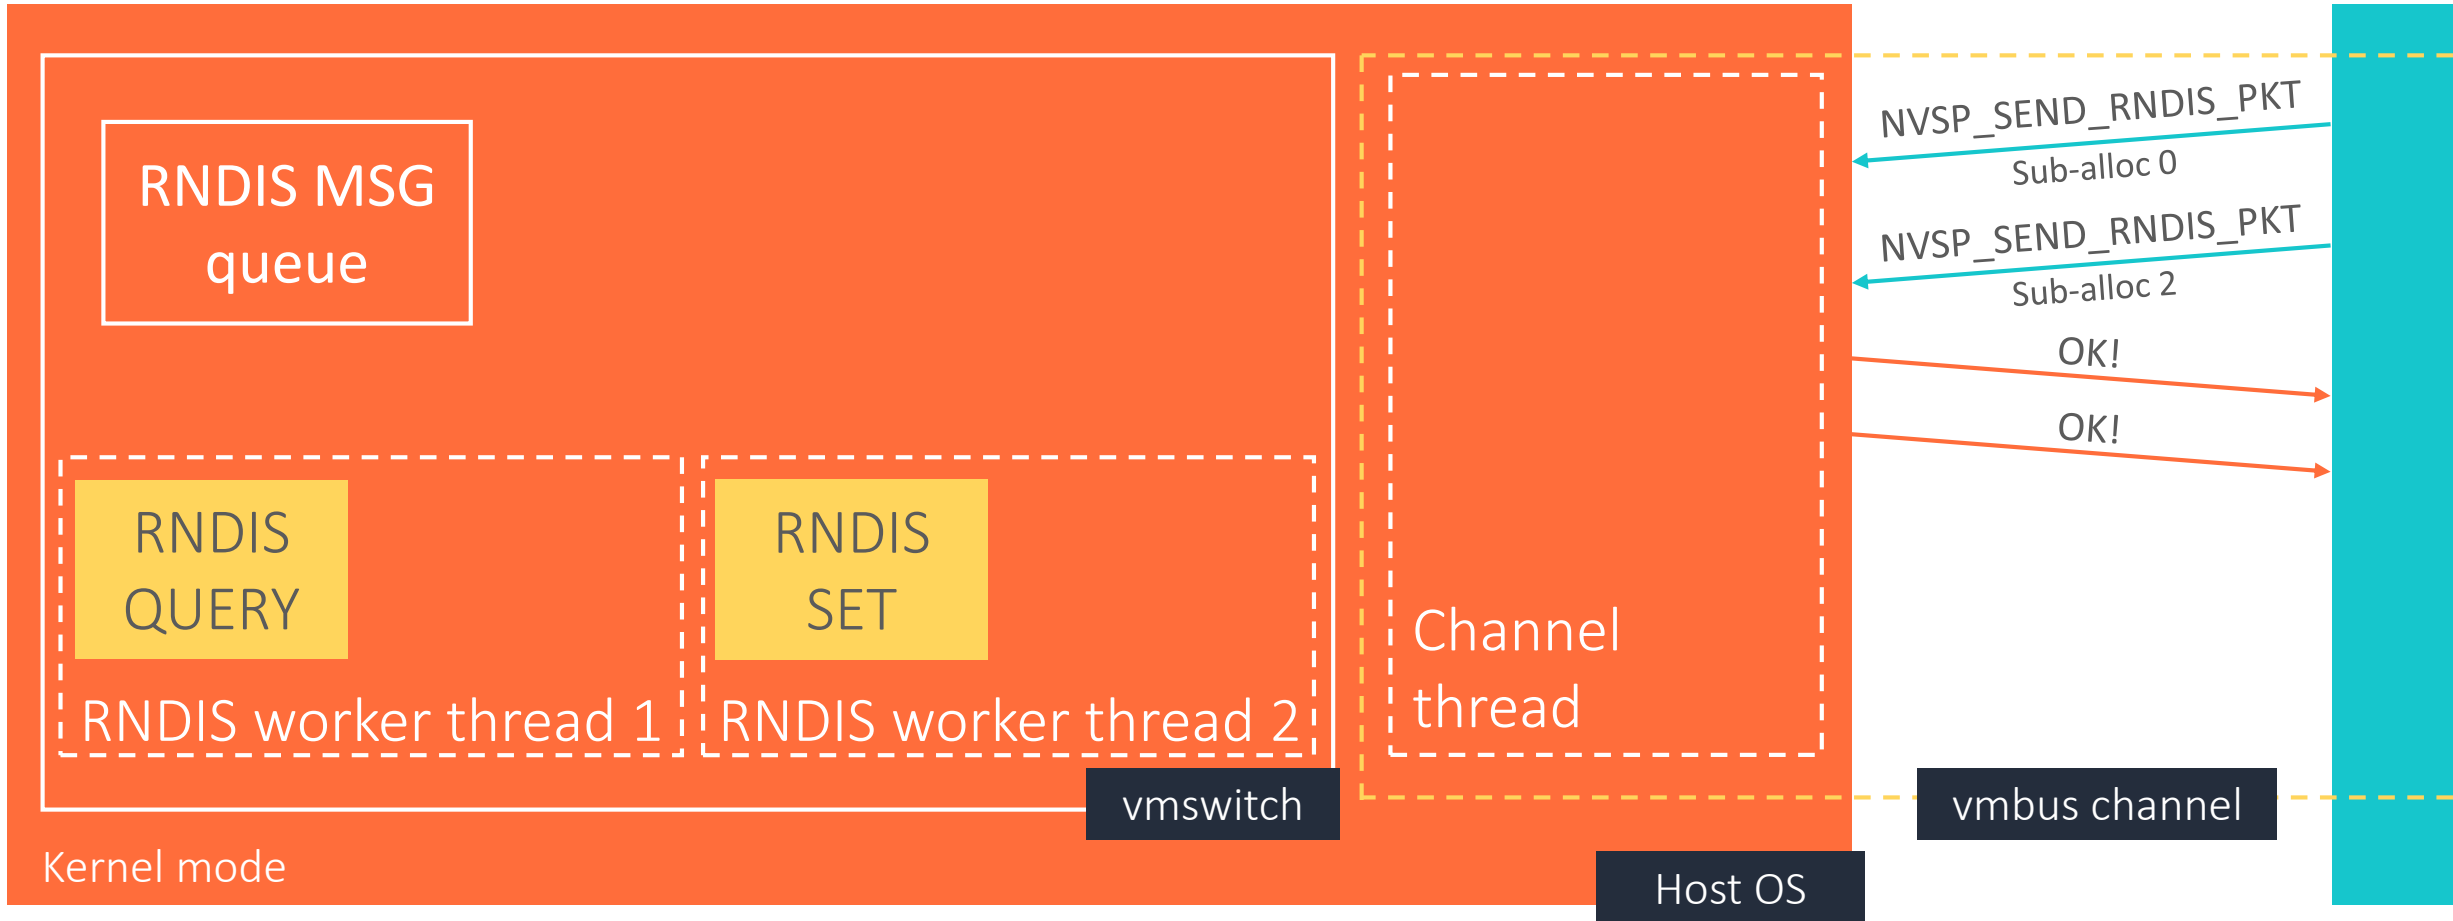 RNDIS MSG
queue
RNDIS
QUERY
RNDIS worker thread 1
RNDIS
SET
RNDIS worker thread 2
vmswitch
Kernel mode
Channel
thread
Host OS
NVSP_SEND_RNDIS_PKT
Sub-alloc 0
NVSP_SEND_RNDIS_PKT
Sub-alloc 2
OK!
OK!
vmbus channel